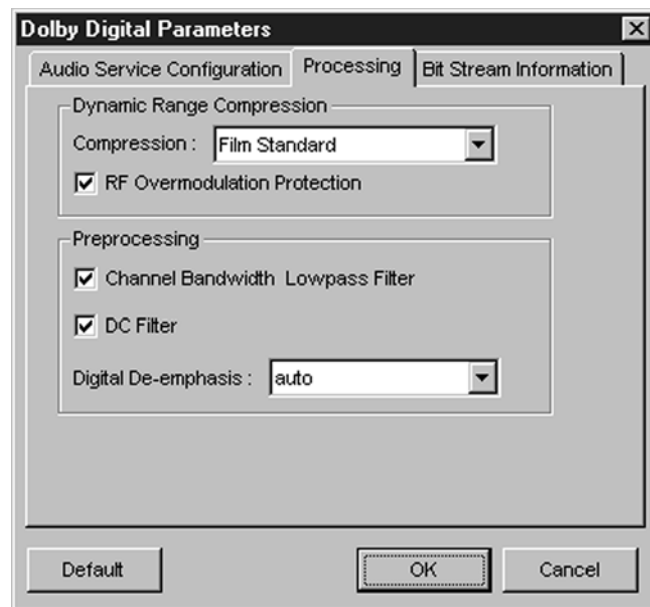 Dolby Digital Parameters
Audio Service Configuration Processing Bit Stream Information
Dynamic Range Compression
Compression : Film Standard
RF Overmodulation Protection
Preprocessing
Channel Bandwidth Lowpass Filter
DC Filter
Digital De-emphasis : auto
Default OK Cancel